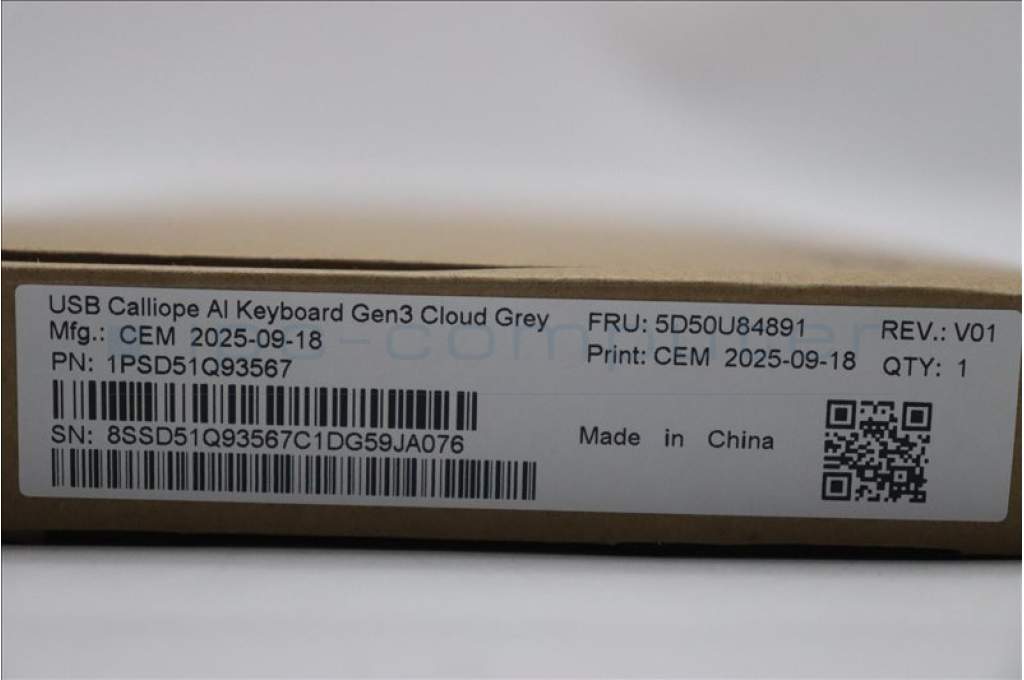 USB Calliope AI Keyboard Gen3 Cloud Grey
Mfg.: CEM 2025-09-18
PN: 1PSD51Q93567
SN: 8SSD51Q93567C1DG59JA076
FRU: 5D50U84891 REV.: V01
Print: CEM 2025-09-18 QTY: 1
Made in China